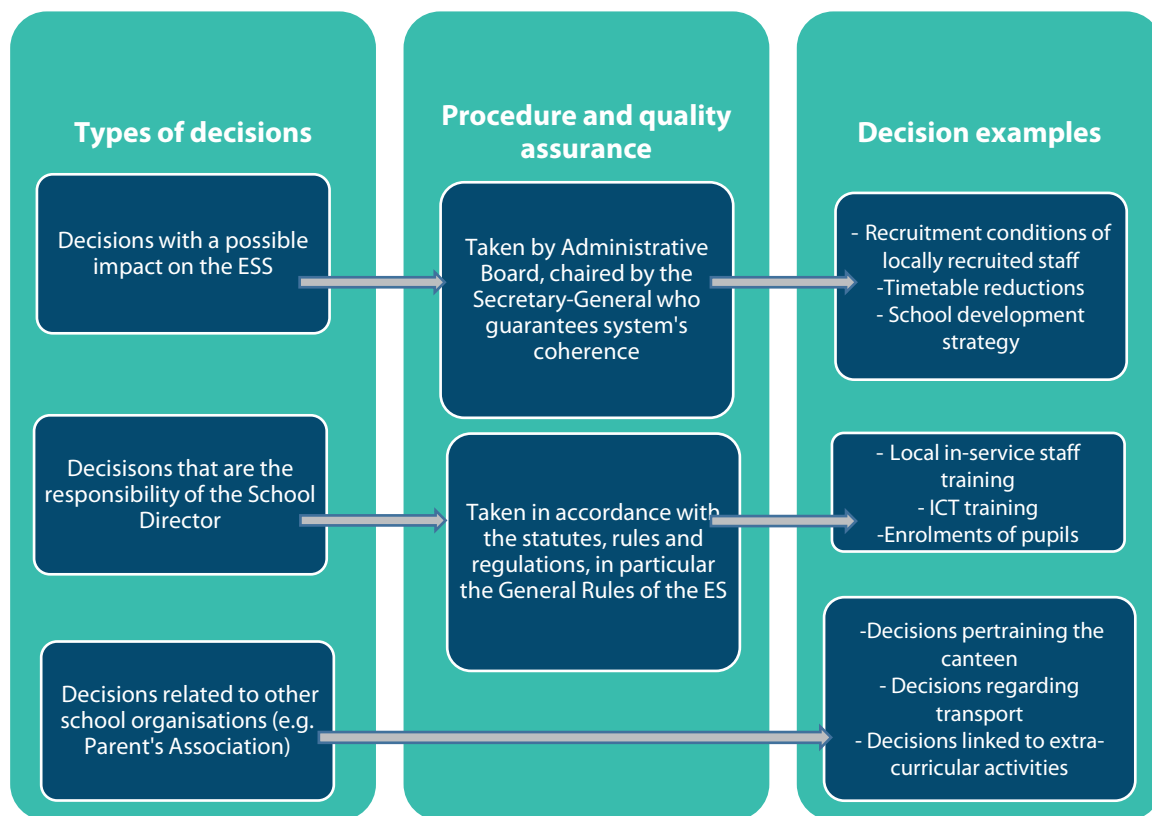 Types of decisions
Decisions with a possible
impact on the ESS
Decisisons that are the
responsibility of the School
Director
Decisions related to other
school organisations (e.g.
Parent's Association)
Procedure and quality
assurance
Taken by Administrative
Board, chaired by the
Secretary-General who
guarantees system's
coherence
Taken in accordance with
the statutes, rules and
regulations, in particular
the General Rules of the ES
Decision examples
- Recruitment conditions of
locally recruited staff
-Timetable reductions
- School development
strategy
- Local in-service staff
training
- ICT training
-Enrolments of pupils
-Decisions pertaining the
canteen
- Decisions regarding
transport
- Decisions linked to extra-
curricular activities